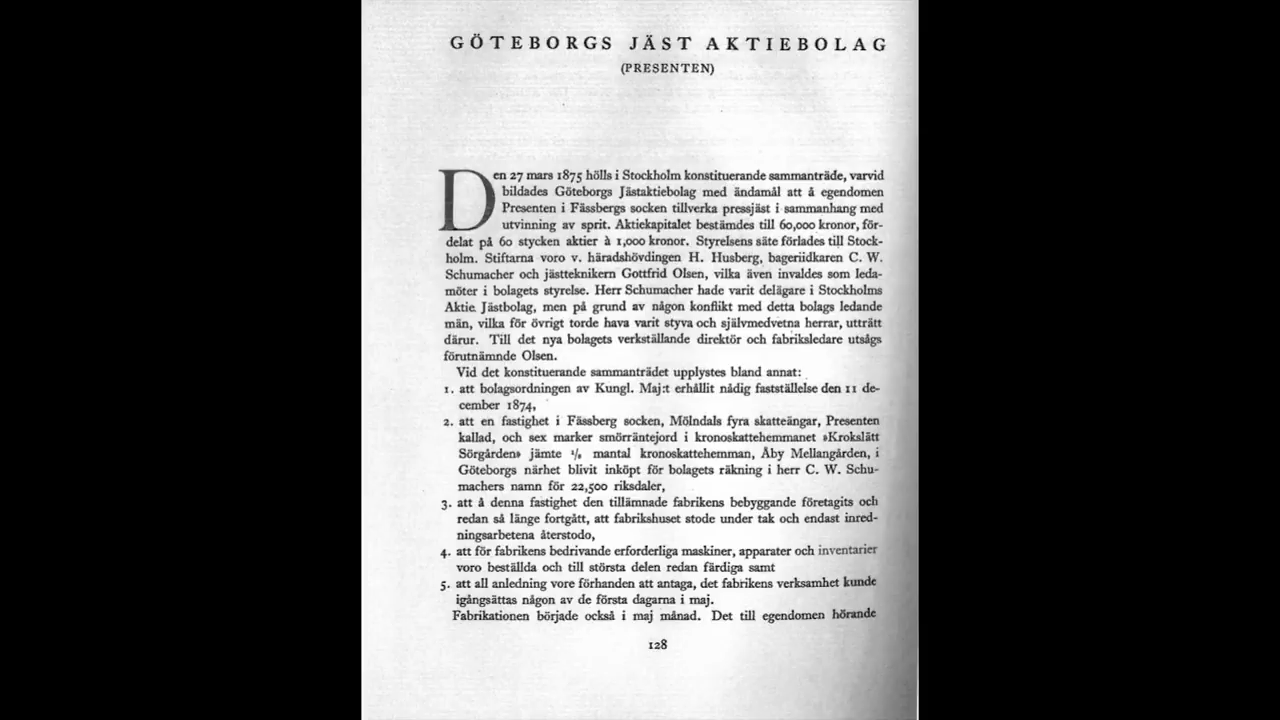 GÖTEBORGS JÄST AKTIEBOLAG
(PRESENTEN)
Den 27 mars 1875 hölls i Stockholm konstituerande sammanträde, varvid
bildades Göteborgs Jästaktiebolag med ändamål att å egendomen
Presenten i Fässbergs socken tillverka pressjäst i sammanhang med
utvinning av sprit. Aktiekapitalet bestämdes till 60,000 kronor, för-
delat på 60 stycken aktier à 1,000 kronor. Styrelsens säte förlades till Stock-
holm. Stiftarna voro v. häradshövdingen H. Husberg, bageriidkaren C. W.
Schumacher och jästteknikern Gottfrid Olsen, vilka även invaldes som leda-
möter i bolagets styrelse. Herr Schumacher hade varit delägare i Stockholms
Aktie Jästbolag, men på grund av någon konflikt med detta bolags ledande
män, vilka för övrigt torde hava varit styva och självmedvetna herrar, utträtt
därur. Till det nya bolagets verkställande direktör och fabriksledare utsågs
förutnämnde Olsen.
Vid det konstituerande sammanträdet upplystes bland annat:
1. att bolagsordningen av Kungl. Maj:t erhållit nådig fastställelse den 11 de-
cember 1874,
2. att en fastighet i Fässberg socken, Mölndals fyra skatteängar, Presenten
kallad, och sex marker smörräntejord i kronoskattehemmanet »Krokslätt
Sörgården» jämte mantal kronoskattehemman, Åby Mellangården, i
Göteborgs närhet blivit inköpt för bolagets räkning i herr C. W. Schu-
machers namn för 22,500 riksdaler,
3. att å denna fastighet den tillämnade fabrikens bebyggande företagits och
redan så länge fortgått, att fabrikshuset stode under tak och endast inred-
ningsarbetena återstodo,
4. att för fabrikens bedrivande erforderliga maskiner, apparater och inventarier
voro beställda och till största delen redan färdiga samt
5. att all anledning vore förhanden att antaga, det fabrikens verksamhet kunde
igångsättas någon av de första dagarna i maj.
Fabrikationen började också i maj månad. Det till egendomen hörande
128